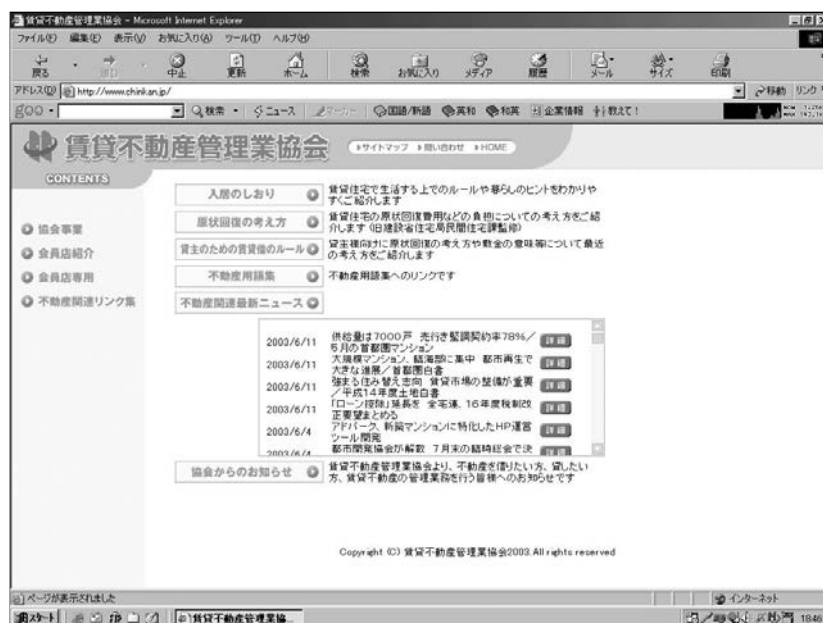 賃貸不動産管理業協会 - Microsoft Internet Explorer
ファイル(F) 編集(E) 表示(V) お気に入り(A) ツール(T) ヘルプ(H)
戻る 中止 更新 ホーム 検索 お気に入り メディア 履歴 メール サイズ 印刷
アドレス(D) http://www.chinkan.jp/ 移動 リンク
goo 検索 ニュース マーカー 国語/新語 英和 和英 企業情報 教えて!
賃貸不動産管理業協会 サイトマップ 問い合わせ HOME
CONTENTS
協会事業
会員店紹介
会員店専用
不動産関連リンク集
入居のしおり
賃貸住宅で生活する上でのルールや暮らしのヒントをわかりや
すくご紹介します
原状回復の考え方
賃貸住宅の原状回復費用などの負担についての考え方をご紹
介します(旧建設省住宅局民間住宅課監修)
貸主のための賃貸借のルール
貸主様向けに原状回復の考え方や敷金の意味等について最近
の考え方をご紹介します
不動産用語集
不動産用語集へのリンクです
不動産関連最新ニュース
2003/6/11 供給量は7000戸 売行き堅調契約率78%/
5月の首都圏マンション 詳細
2003/6/11 大規模マンション、臨海部に集中 都市再生で
大きな進展/首都圏白書 詳細
2003/6/11 強まる住み替え志向 賃貸市場の整備が重要
/平成14年度土地白書 詳細
2003/6/11 「ローン控除」延長を 全宅連、16年度税制改
正要望まとめる 詳細
2003/6/4 アドパーク、新築マンションに特化したHP運営
ツール開発 詳細
2003/6/4 都市開発協会が解散 7月末の臨時総会で決 詳細
協会からのお知らせ
賃貸不動産管理業協会より、不動産を借りたい方、貸したい
方、賃貸不動産の管理業務を行う皆様へのお知らせです
Copyright (C) 賃貸不動産管理業協会2003.All rights reserved
ページが表示されました インターネット
スタート 賃貸不動産管理業協... 18:46